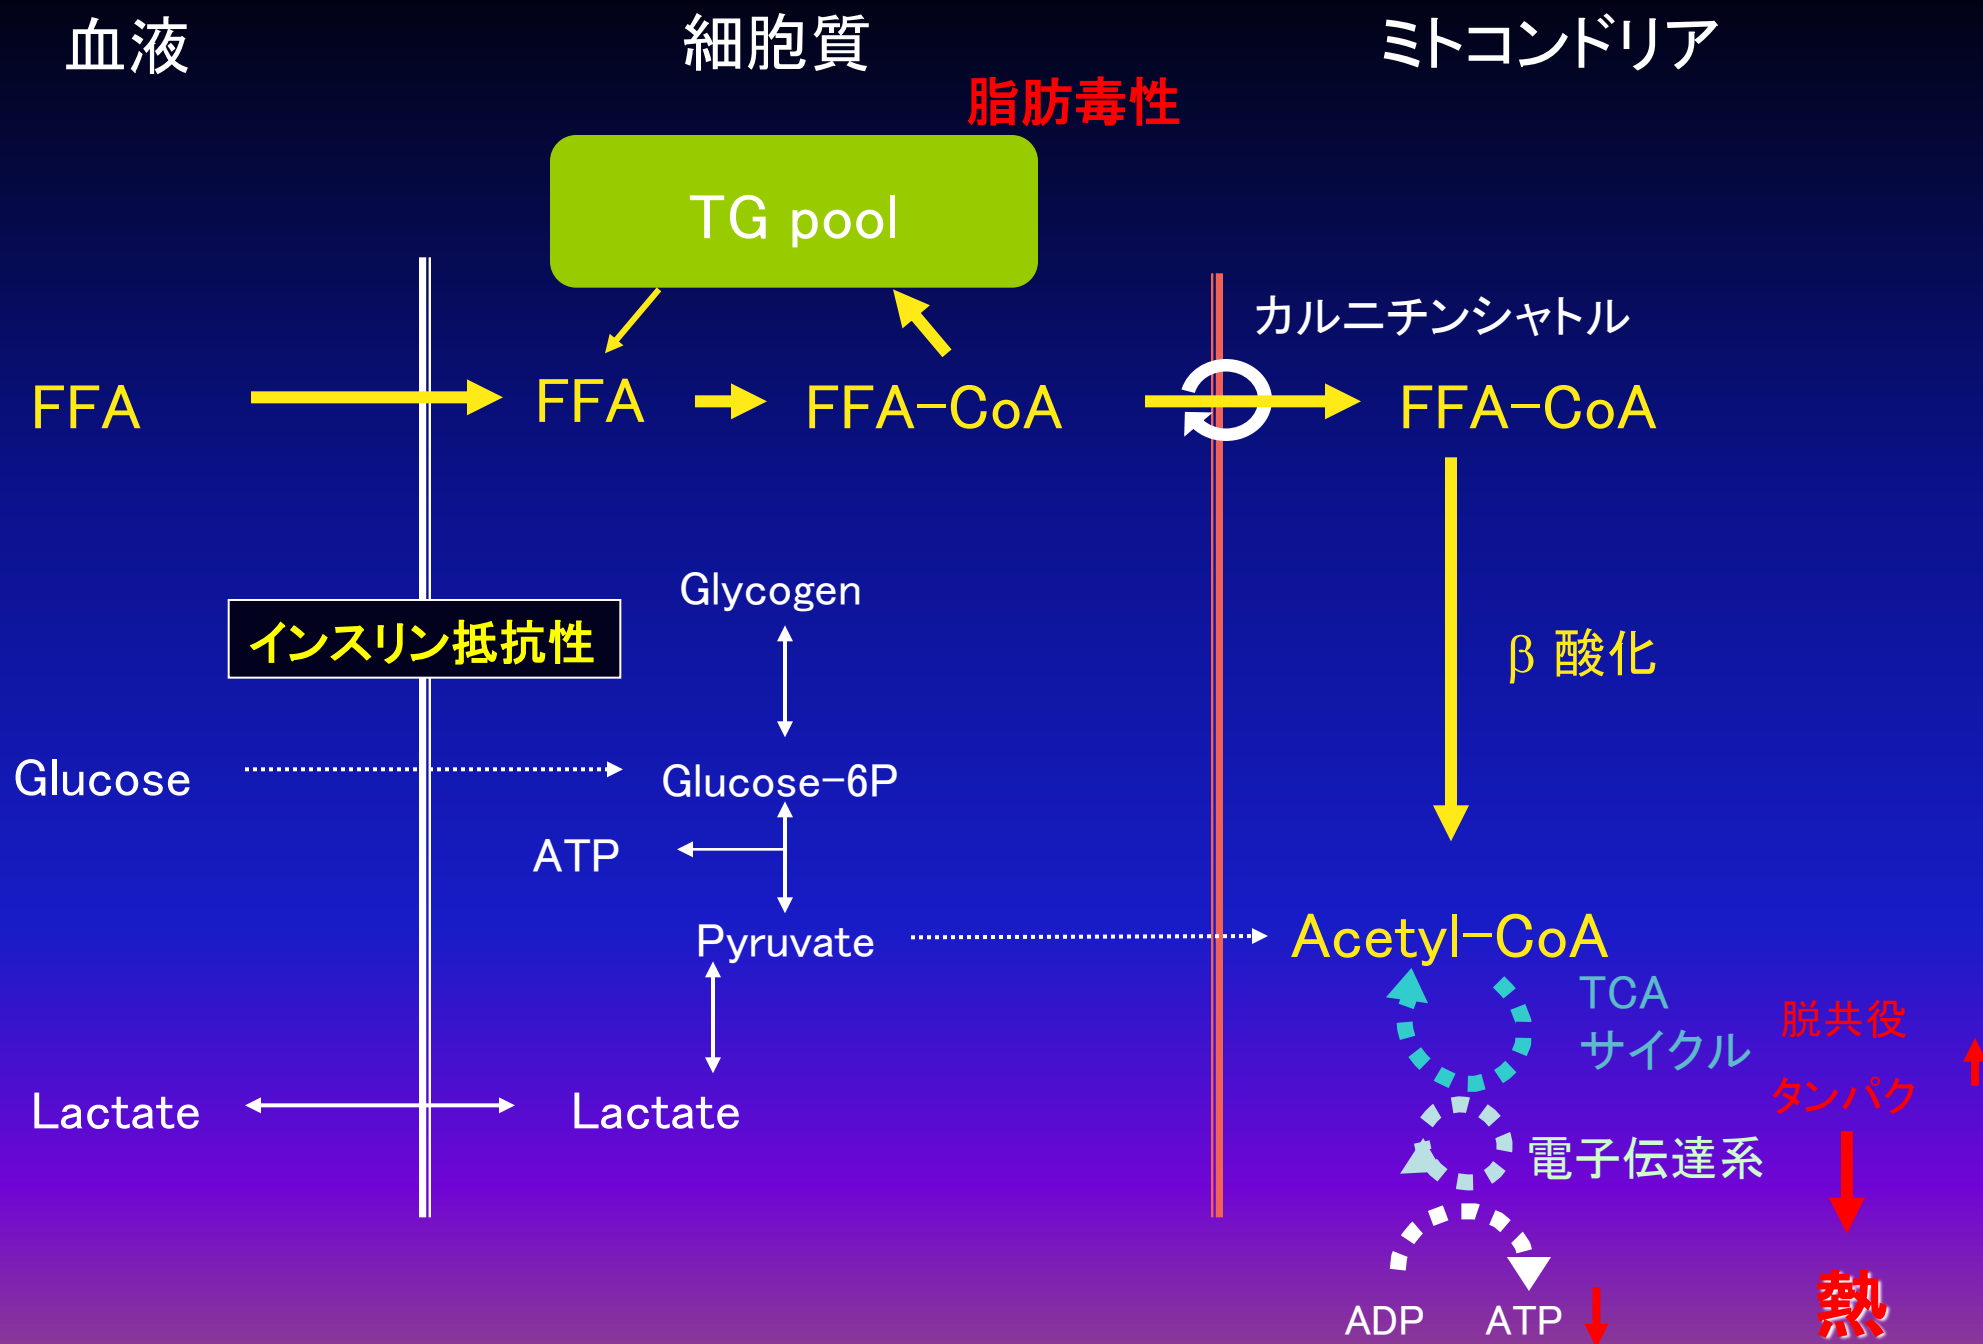 血液
細胞質
ミトコンドリア
脂肪毒性
TG pool
カルニチンシャトル
FFA
FFA
FFA-CoA
FFA-CoA
Glycogen
インスリン抵抗性
β 酸化
Glucose
Glucose-6P
ATP
Pyruvate
Acetyl-CoA
TCA
サイクル
脱共役
タンパク
Lactate
Lactate
電子伝達系
熱
ADP
ATP